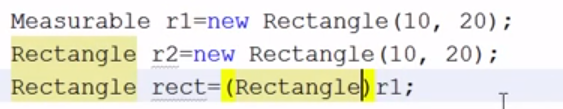 Measurable r1=new Rectangle(10, 20);
Rectangle r2=new Rectangle(10, 20);
Rectangle rect=(Rectangle)r1;